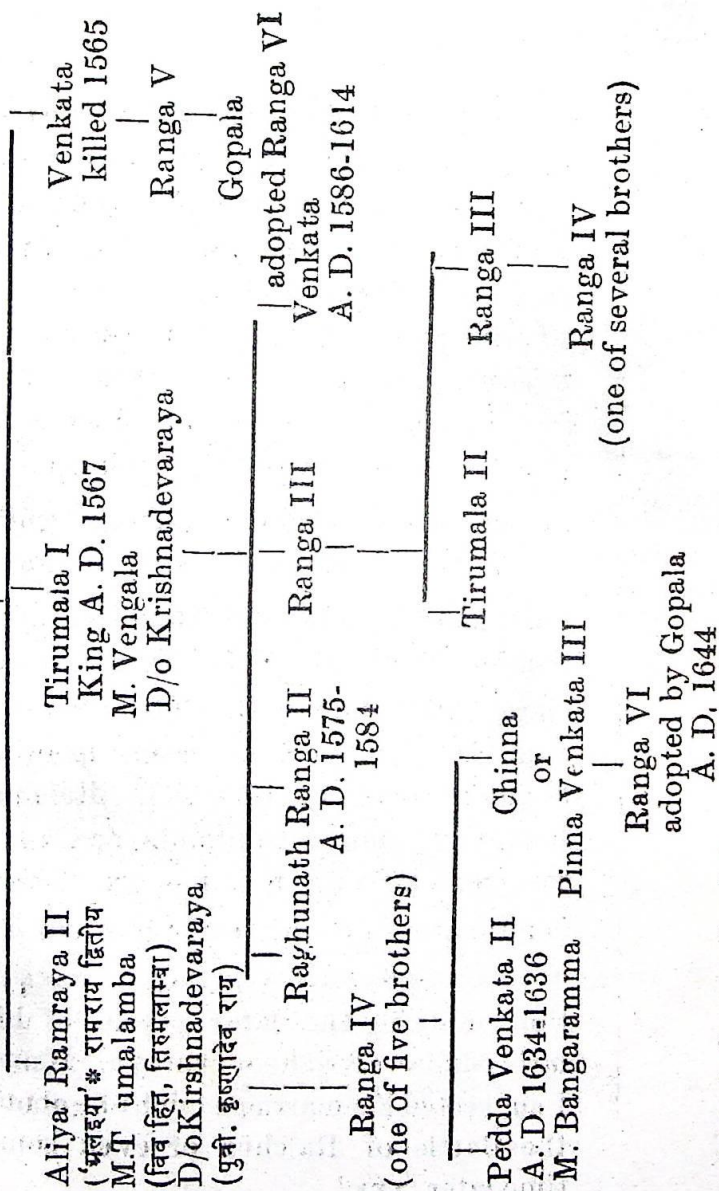 Aliya Ramraya II
('अलइया' * रामराय द्वितीय
M.T umalamba
(विव हित, तिरुमलाम्बा)
D/oKirshnadevaraya
(पुत्री. कृष्णदेव राय)
Tirumala I
King A. D. 1567
M. Vengala
D/o Krishnadevaraya
Venkata
killed 1565
Ranga V
Gopala
adopted Ranga VI
Raghunath Ranga II
A. D. 1575-
1584
Ranga III
Venkata
A. D. 1586-1614
Ranga IV
(one of five brothers)
Tirumala II
Ranga III
Ranga IV
(one of several brothers)
Pedda Venkata II
A. D 1634-1636
M. Bangaramma
Chinna
or
Pinna Venkata III
Ranga VI
adopted by Gopala
A. D. 1644